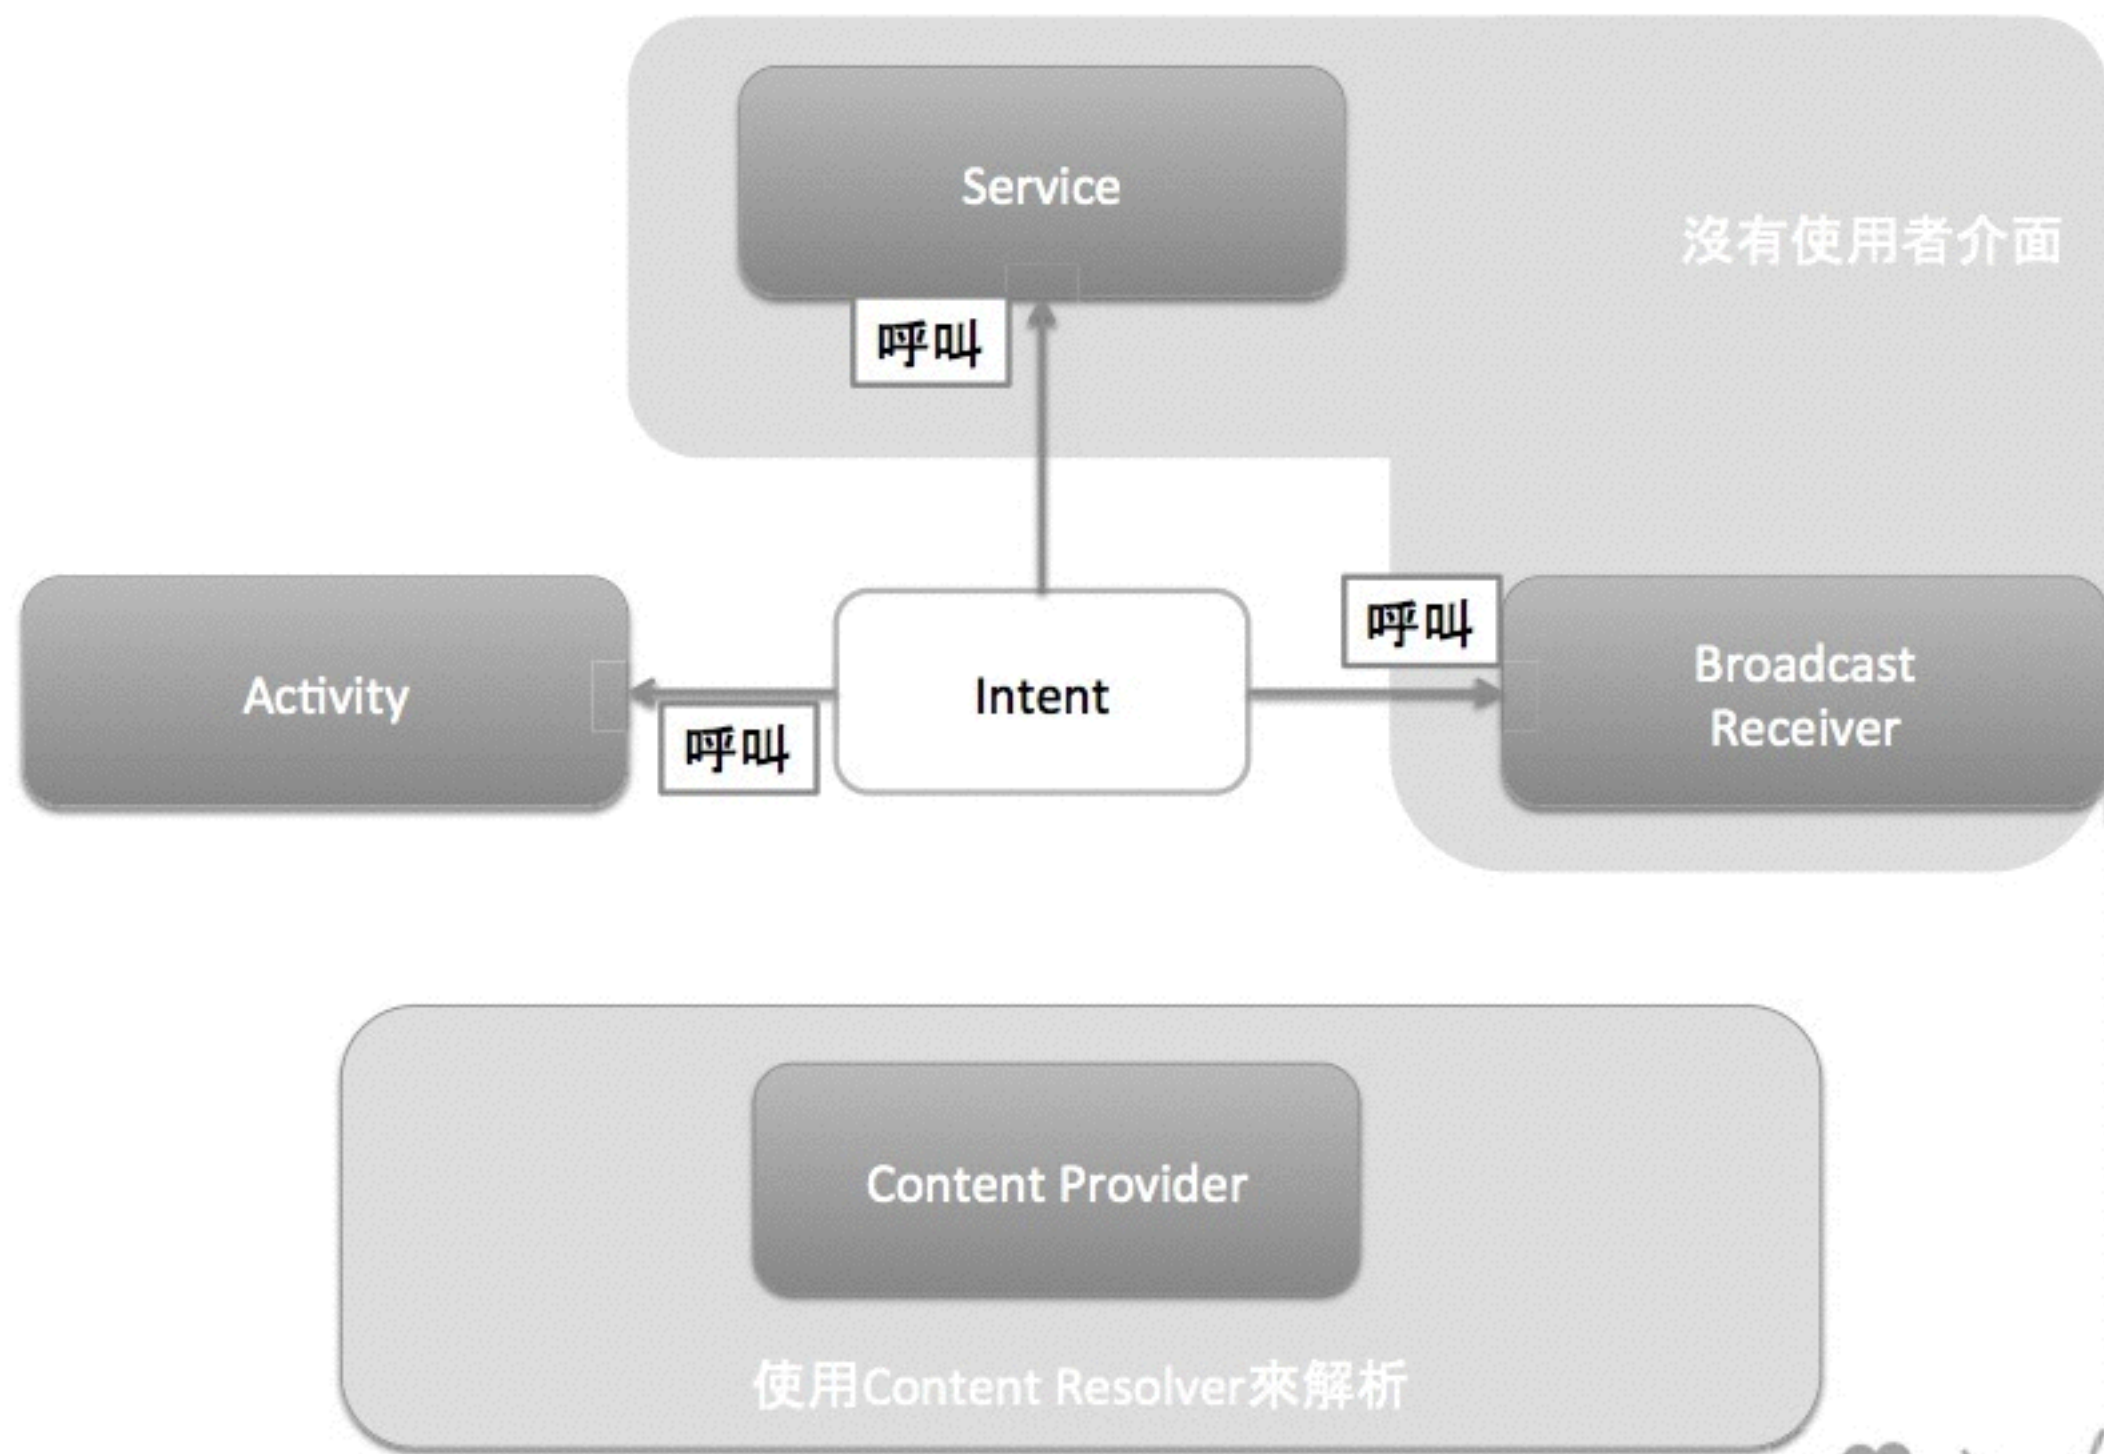 Service
沒有使用者介面
呼叫
呼叫
Activity
Intent
Broadcast
Receiver
呼叫
Content Provider
使用Content Resolver來解析